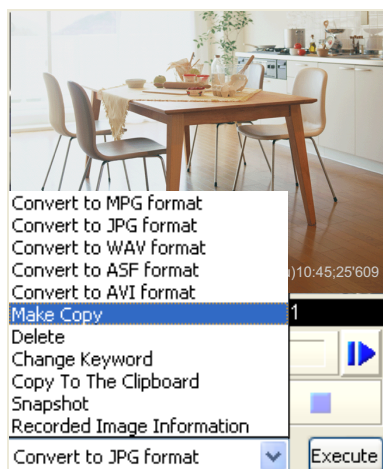 Convert to MPG format
Convert to JPG format
Convert to WAV format
Convert to ASF format
)10:45;25'609
Convert to AVI format
Make Copy
1
Delete
Change Keyword
Copy To The Clipboard
Snapshot
Recorded Image Information
Convert to JPG format
Execute